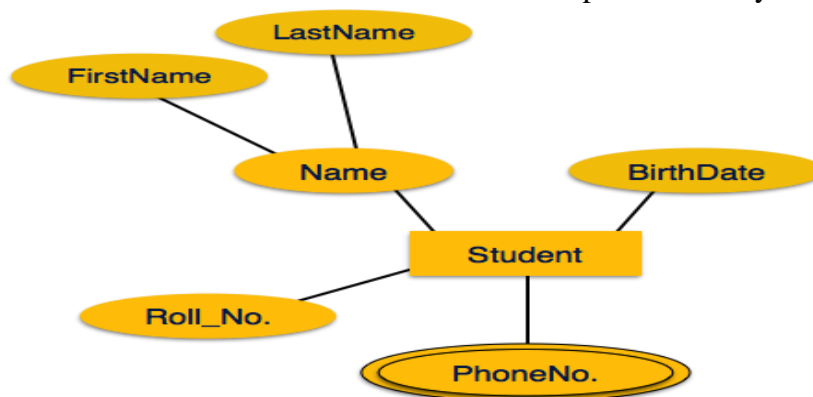 LastName
FirstName
Name
BirthDate
Student
Roll_No.
PhoneNo.